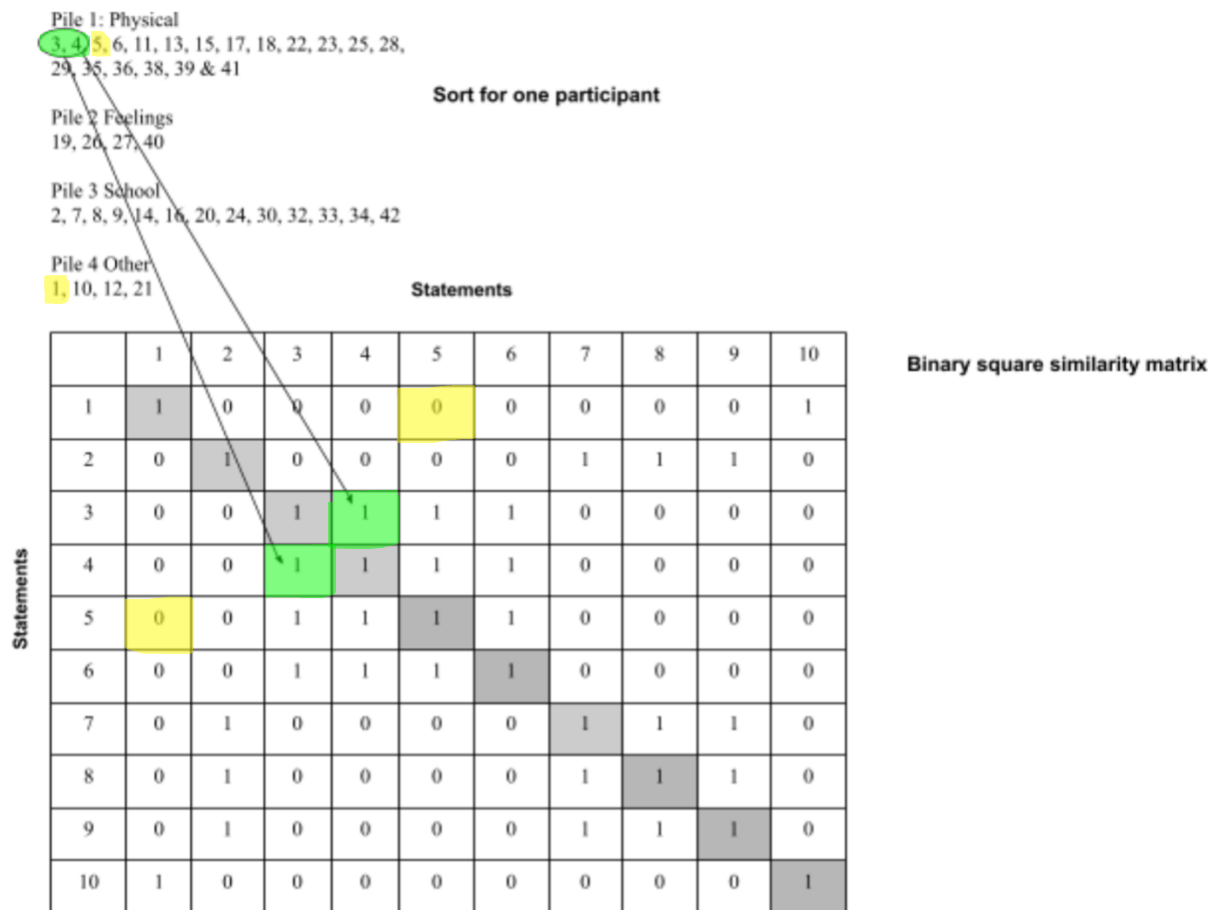 Pile 1: Physical
3, 4, 5, 6, 11, 13, 15, 17, 18, 22, 23, 25, 28,
29, 35, 36, 38, 39 & 41
Sort for one participant
Pile 2 Feelings
19, 26, 27, 40
Pile 3 School
2, 7, 8, 9, 14, 16, 20, 24, 30, 32, 33, 34, 42
Pile 4 Other
1, 10, 12, 21
Statements
Binary square similarity matrix
1 2 3 4 5 6 7 8 9 10
1 1 0 0 0 0 0 0 0 0 1
2 0 1 0 0 0 0 1 1 1 0
3 0 0 1 1 1 1 0 0 0 0
4 0 0 1 1 1 1 0 0 0 0
Statements
5 0 0 1 1 1 1 0 0 0 0
6 0 0 1 1 1 1 0 0 0 0
7 0 1 0 0 0 0 1 1 1 0
8 0 1 0 0 0 0 1 1 1 0
9 0 1 0 0 0 0 1 1 1 0
10 1 0 0 0 0 0 0 0 0 1